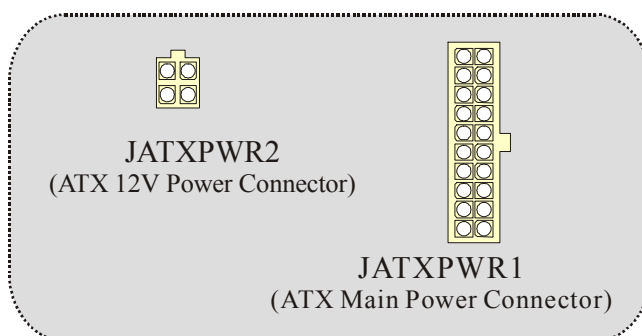 JATXPWR2
(ATX 12V Power Connector)
JATXPWR1
(ATX Main Power Connector)